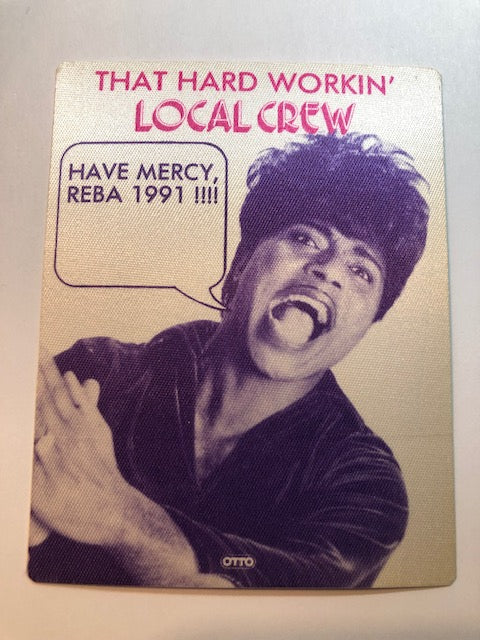 THAT HARD WORKIN'
LOCAL CREW
HAVE MERCY,
REBA 1991 !!!!
OTTO